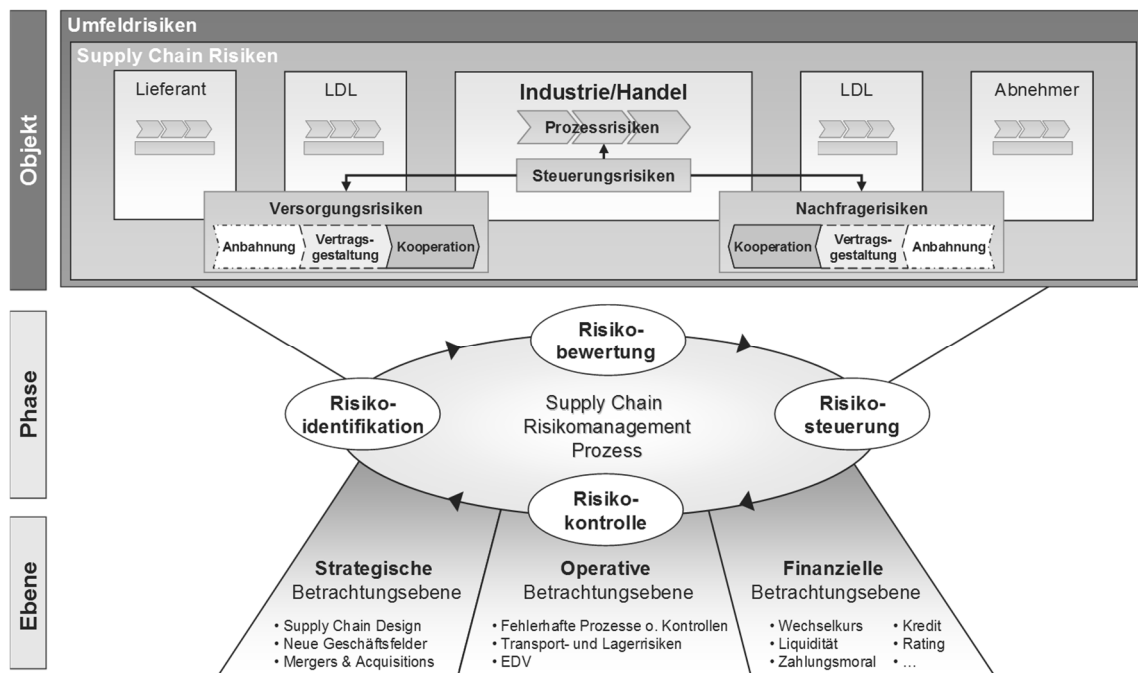 Objekt
Umfeldrisiken
Supply Chain Risiken
Lieferant
LDL
Industrie/Handel
LDL
Abnehmer
Prozessrisiken
Steuerungsrisiken
Versorgungsrisiken
Anbahnung
Vertrags-
gestaltung
Kooperation
Nachfragerisiken
Kooperation
Vertrags-
gestaltung
Anbahnung
Phase
Risiko-
bewertung
Risiko-
identifikation
Supply Chain
Risikomanagement
Prozess
Risiko-
steuerung
Risiko-
kontrolle
Ebene
Strategische
Betrachtungsebene
• Supply Chain Design
• Neue Geschäftsfelder
• Mergers & Acquisitions
Operative
Betrachtungsebene
• Fehlerhafte Prozesse o. Kontrollen
• Transport- und Lagerrisiken
• EDV
Finanzielle
Betrachtungsebene
• Wechselkurs
• Liquidität
• Zahlungsmoral
• Kredit
• Rating
• ...